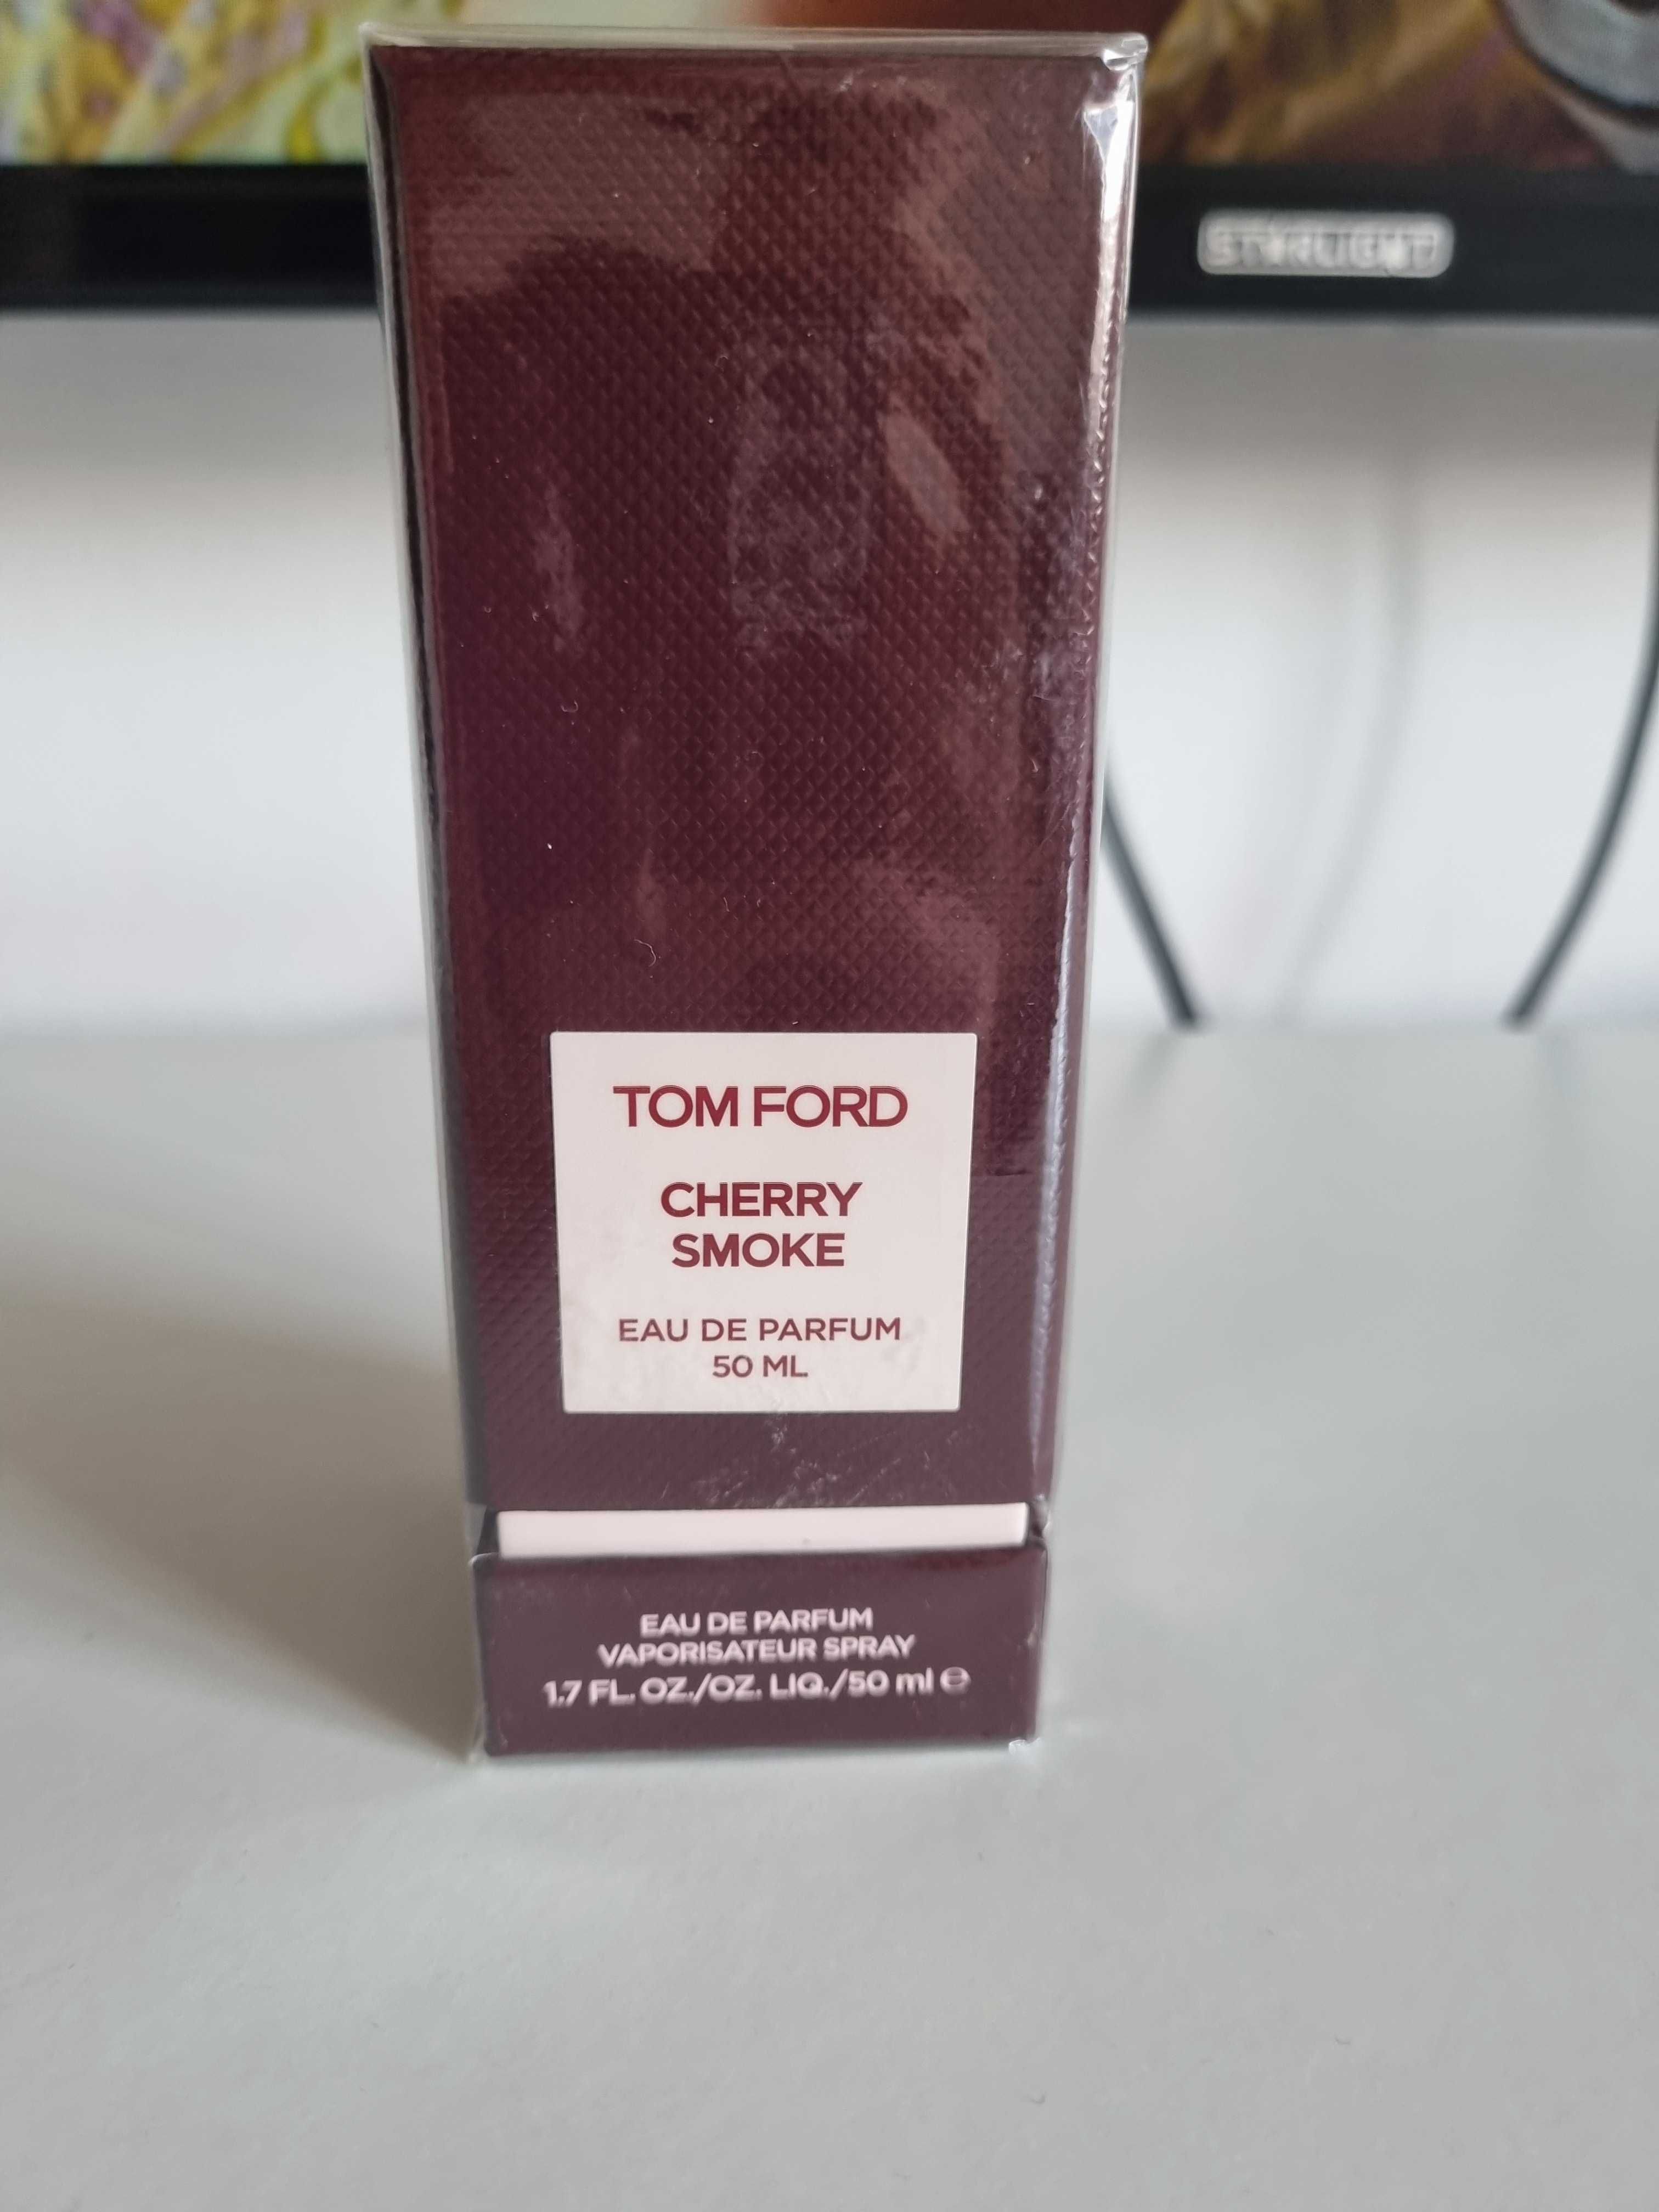 STARLIGHT
TOM FORD
CHERRY
SMOKE
EAU DE PARFUM
50 ML
EAU DE PARFUM
VAPORISATEUR SPRAY
1.7 FL. OZ./OZ. LIQ./50 ml ℮